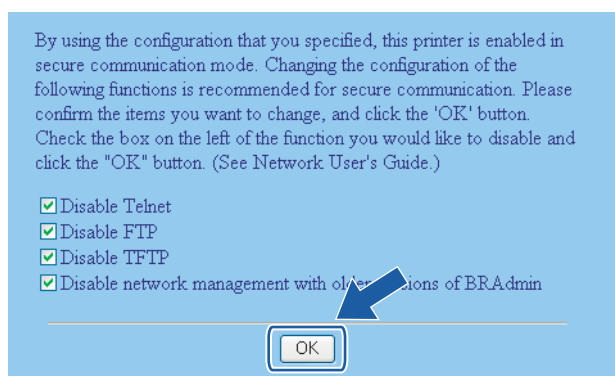 By using the configuration that you specified, this printer is enabled in
secure communication mode. Changing the configuration of the
following functions is recommended for secure communication. Please
confirm the items you want to change, and click the 'OK' button.
Check the box on the left of the function you would like to disable and
click the "OK" button. (See Network User's Guide.)
Disable Telnet
Disable FTP
Disable TFTP
Disable network management with older versions of BRAdmin
OK